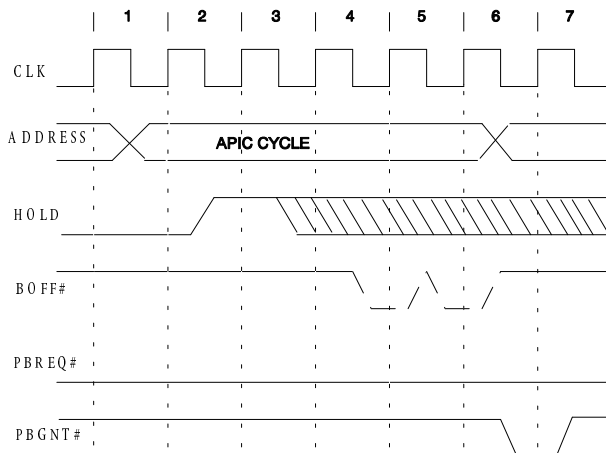 1 2 3 4 5 6 7
CLK
ADDRESS
APIC CYCLE
HOLD
BOFF#
PBREQ#
PBGNT#